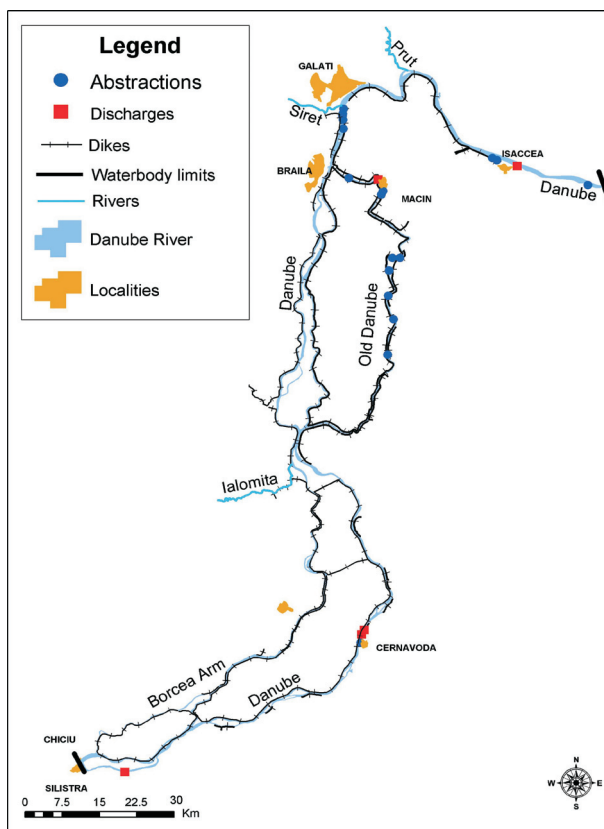 Legend
Abstractions
Discharges
Dikes
Waterbody limits
Rivers
Danube River
Localities
GALATI
Prut
Siret
BRAILA
MACIN
ISACCEA
Danube
Danube
Old Danube
Ialomita
CERNAVODA
Borcea Arm
Danube
CHICIU
SILISTRA
0 7.5 15 22.5 30
Km
N
W E
S